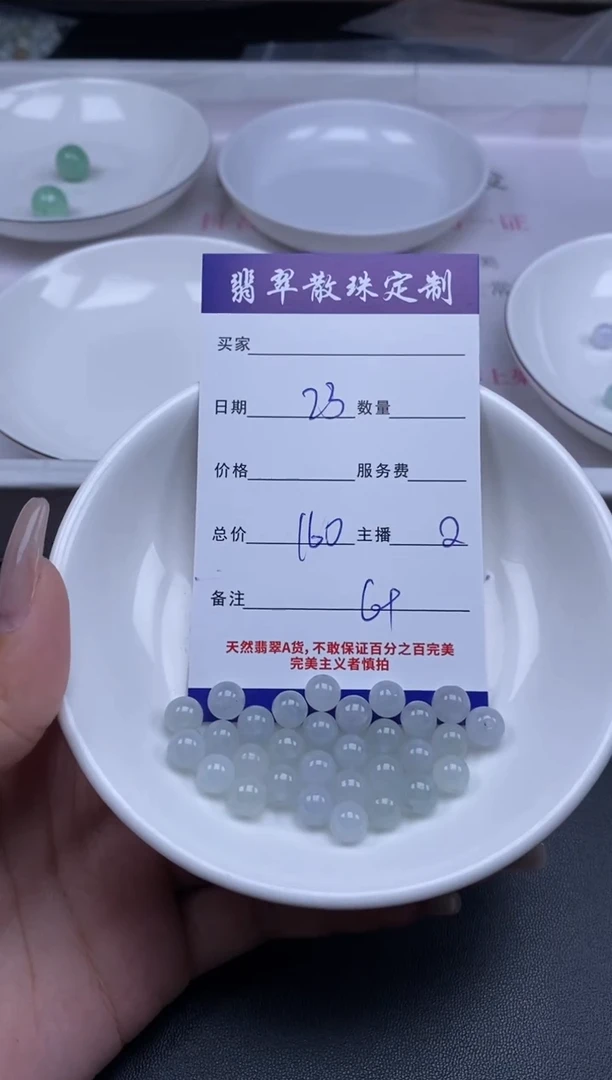 翡翠散珠定制
买家
日期 23 数量
价格 服务费
总价 160 主播 2
备注
天然翡翠A货，不敢保证百分之百完美
完美主义者慎拍